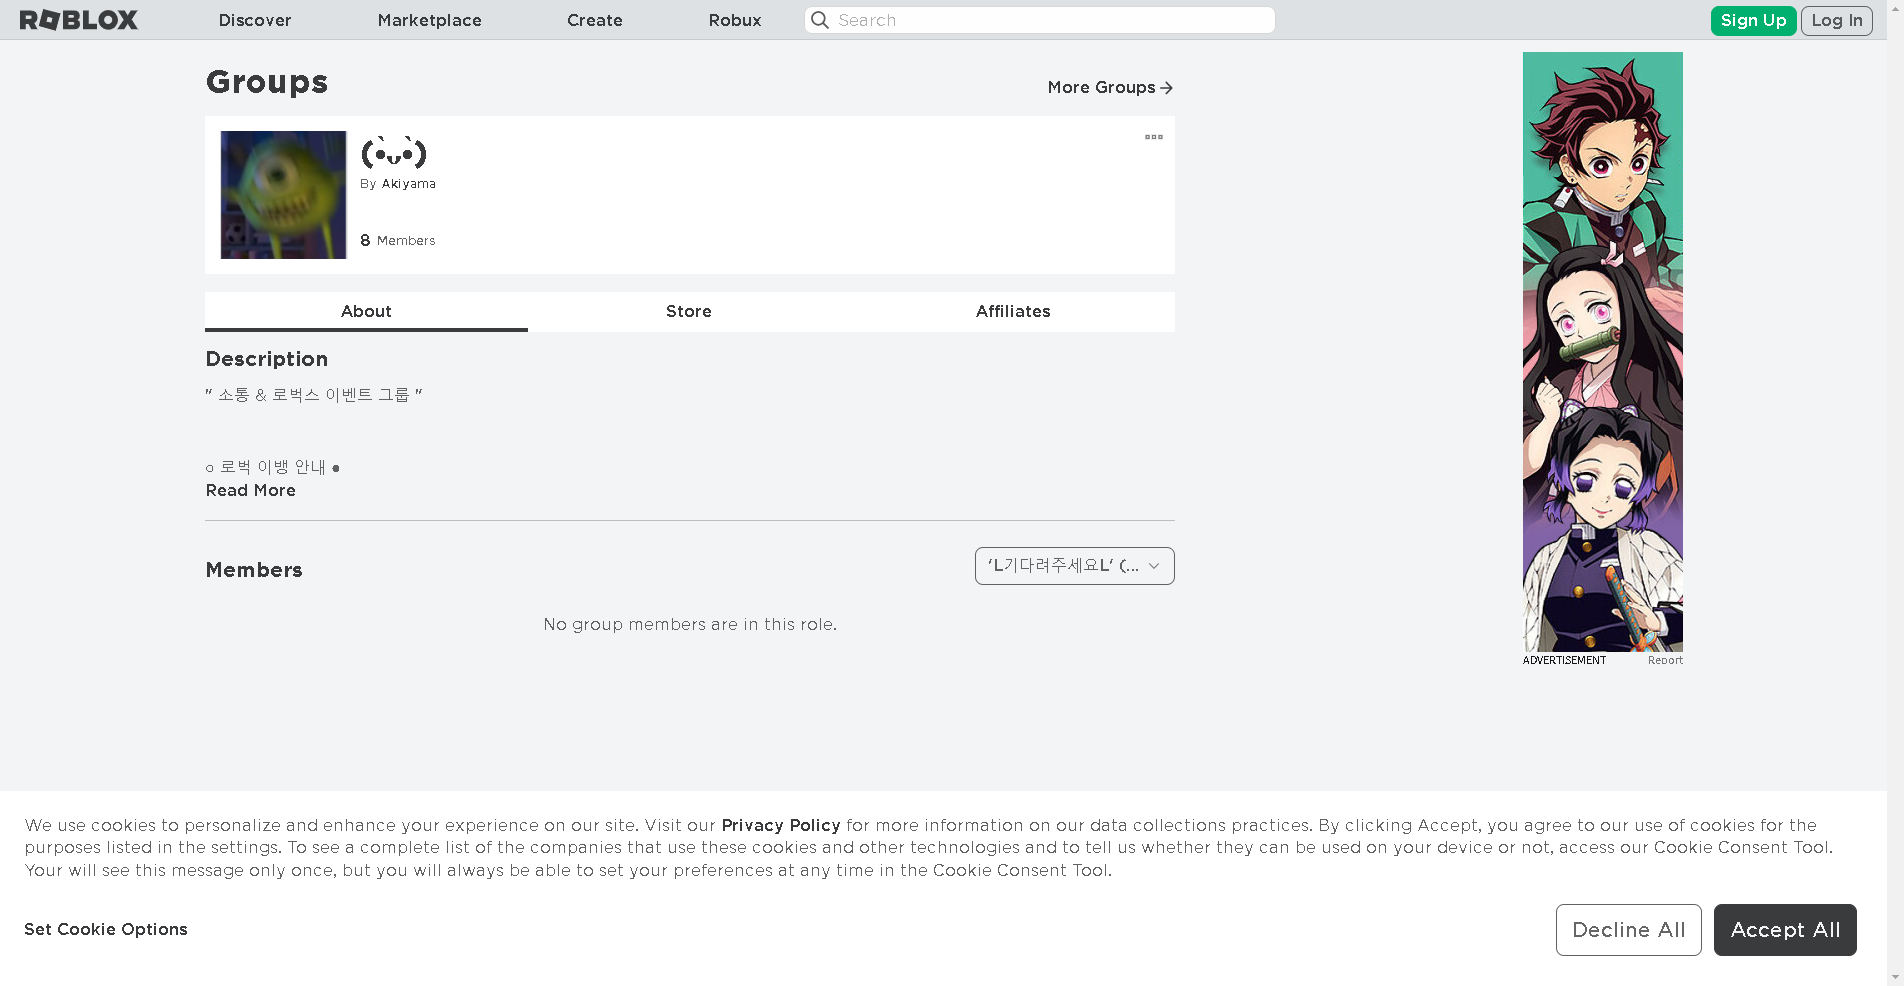 ROBLOX Discover Marketplace Create Robux Search Sign Up Log In
Groups
More Groups
(•̀ᴗ•̀)
By Akiyama
8 Members
About Store Affiliates
Description
" 소통 & 로벅스 이벤트 그룹 "
○ 로벅 이뱅 안내 ●
Read More
Members
'L기다려주세요L' (...
No group members are in this role.
ADVERTISEMENT Report
We use cookies to personalize and enhance your experience on our site. Visit our Privacy Policy for more information on our data collections practices. By clicking Accept, you agree to our use of cookies for the
purposes listed in the settings. To see a complete list of the companies that use these cookies and other technologies and to tell us whether they can be used on your device or not, access our Cookie Consent Tool.
Your will see this message only once, but you will always be able to set your preferences at any time in the Cookie Consent Tool.
Set Cookie Options
Decline All Accept All